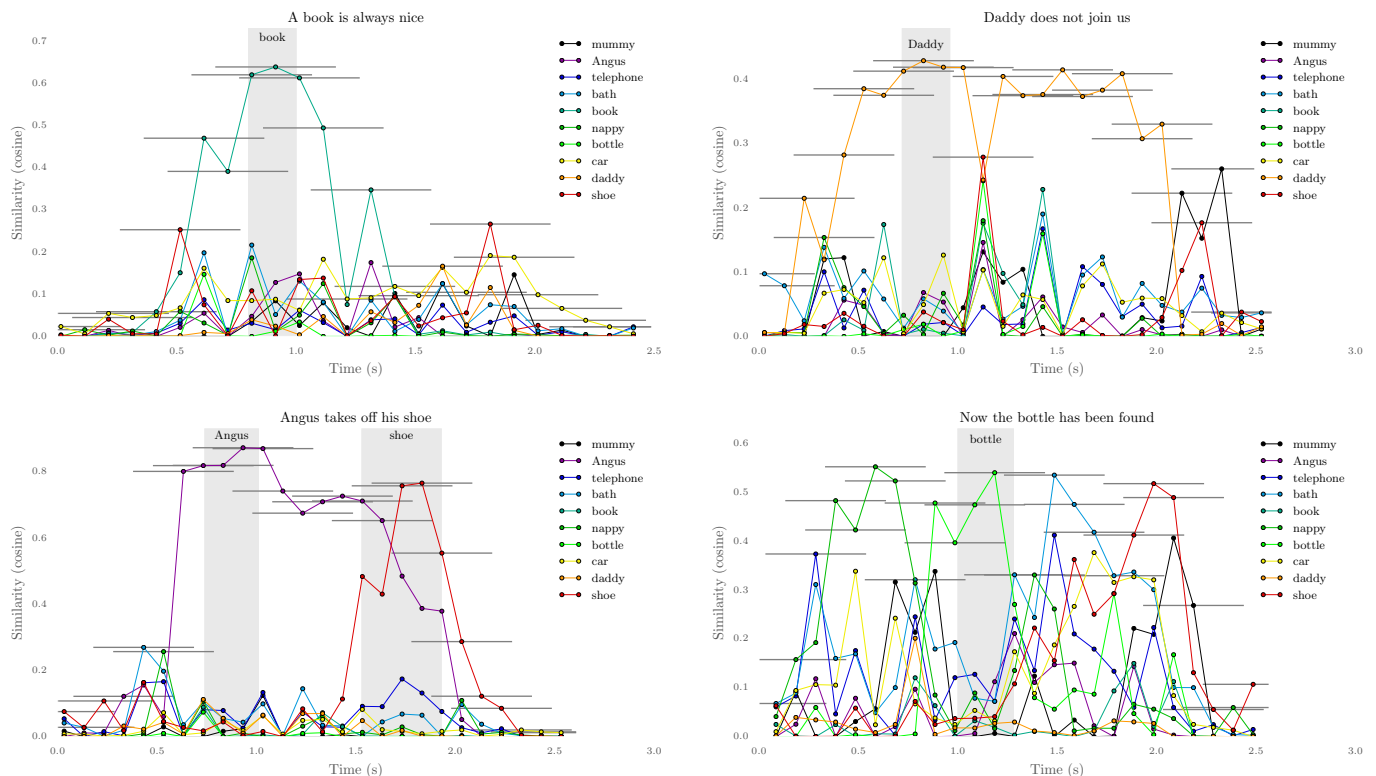 A book is always nice
book
Similarity (cosine)
0.7
0.6
0.5
0.4
0.3
0.2
0.1
0.0
0.0 0.5 1.0 1.5 2.0 2.5
Time (s)
mummy
Angus
telephone
bath
book
nappy
bottle
car
daddy
shoe
Daddy does not join us
Daddy
Similarity (cosine)
0.4
0.3
0.2
0.1
0.0
0.0 0.5 1.0 1.5 2.0 2.5 3.0
Time (s)
mummy
Angus
telephone
bath
book
nappy
bottle
car
daddy
shoe
Angus takes off his shoe
Angus shoe
Similarity (cosine)
0.8
0.6
0.4
0.2
0.0
0.0 0.5 1.0 1.5 2.0 2.5 3.0
Time (s)
mummy
Angus
telephone
bath
book
nappy
bottle
car
daddy
shoe
Now the bottle has been found
bottle
Similarity (cosine)
0.6
0.5
0.4
0.3
0.2
0.1
0.0
0.0 0.5 1.0 1.5 2.0 2.5 3.0
Time (s)
mummy
Angus
telephone
bath
book
nappy
bottle
car
daddy
shoe